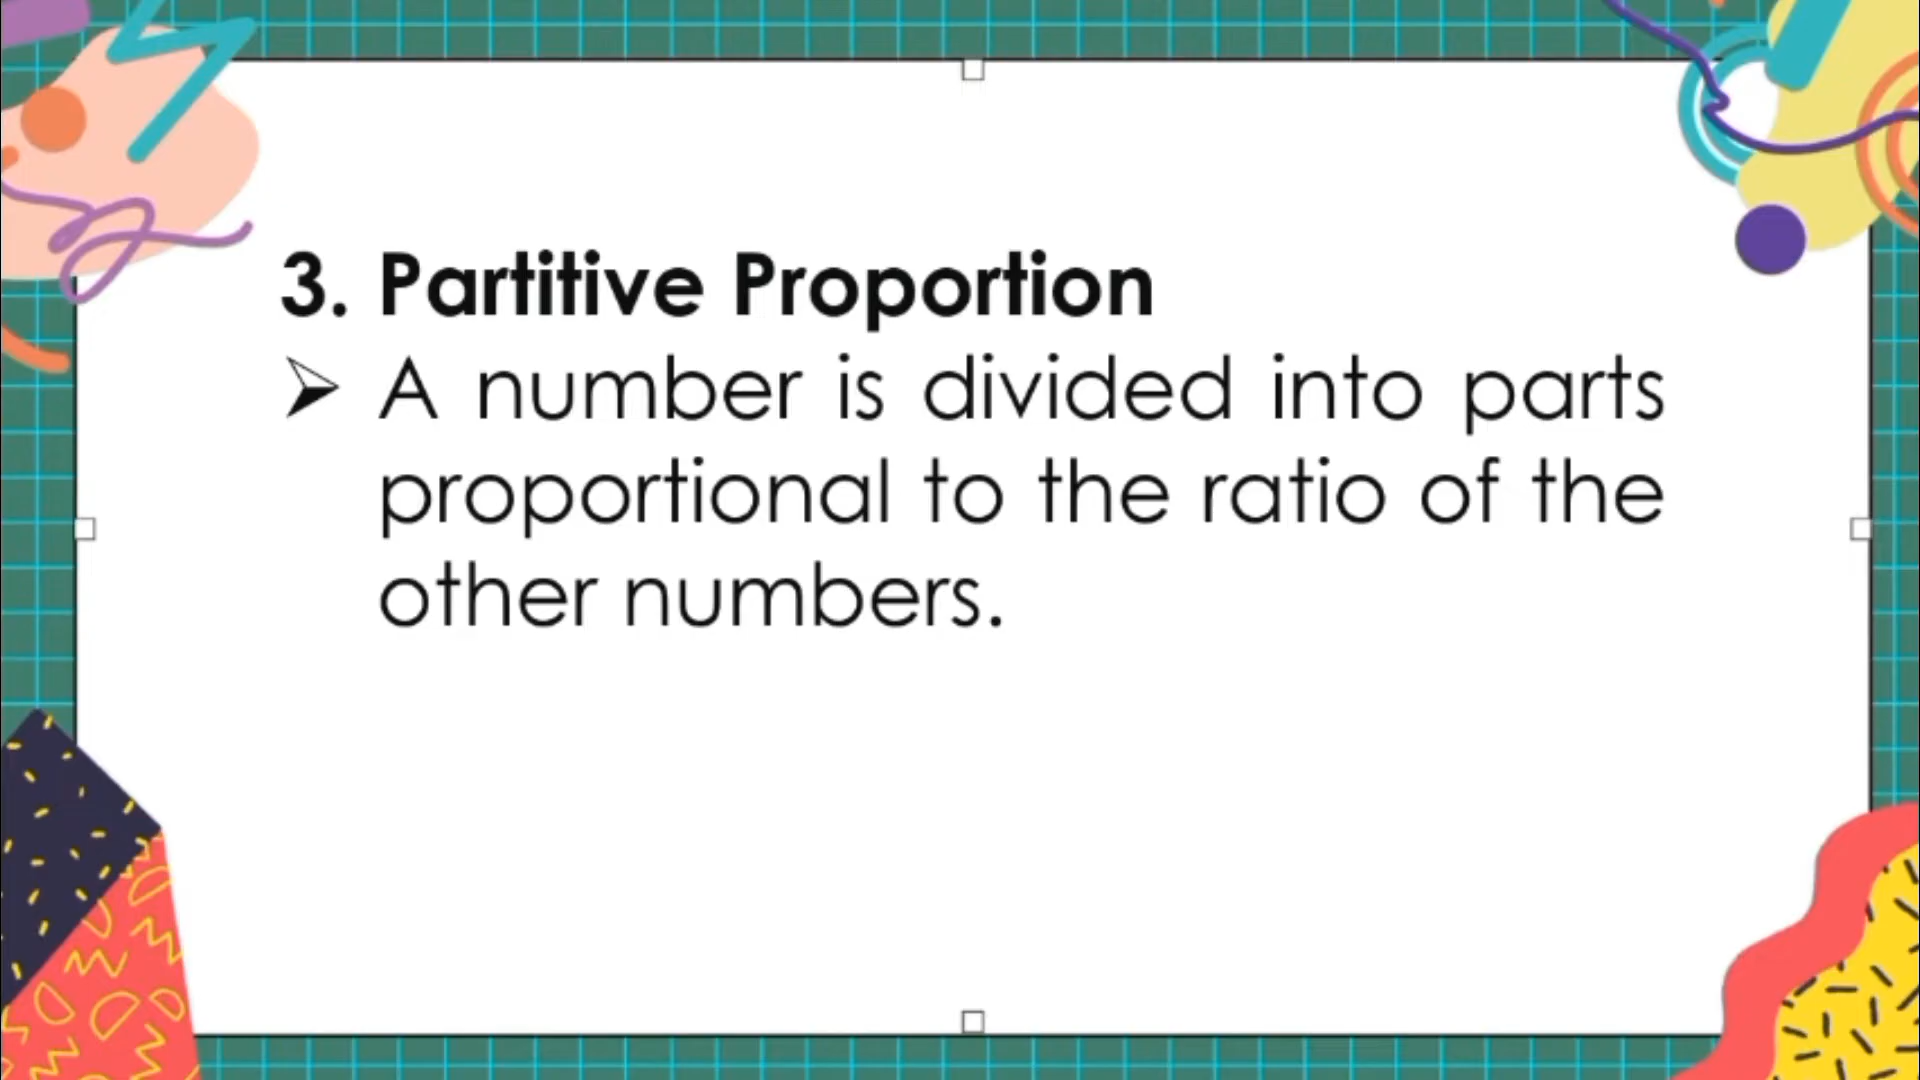 3. Partitive Proportion
➢ A number is divided into parts
proportional to the ratio of the
other numbers.